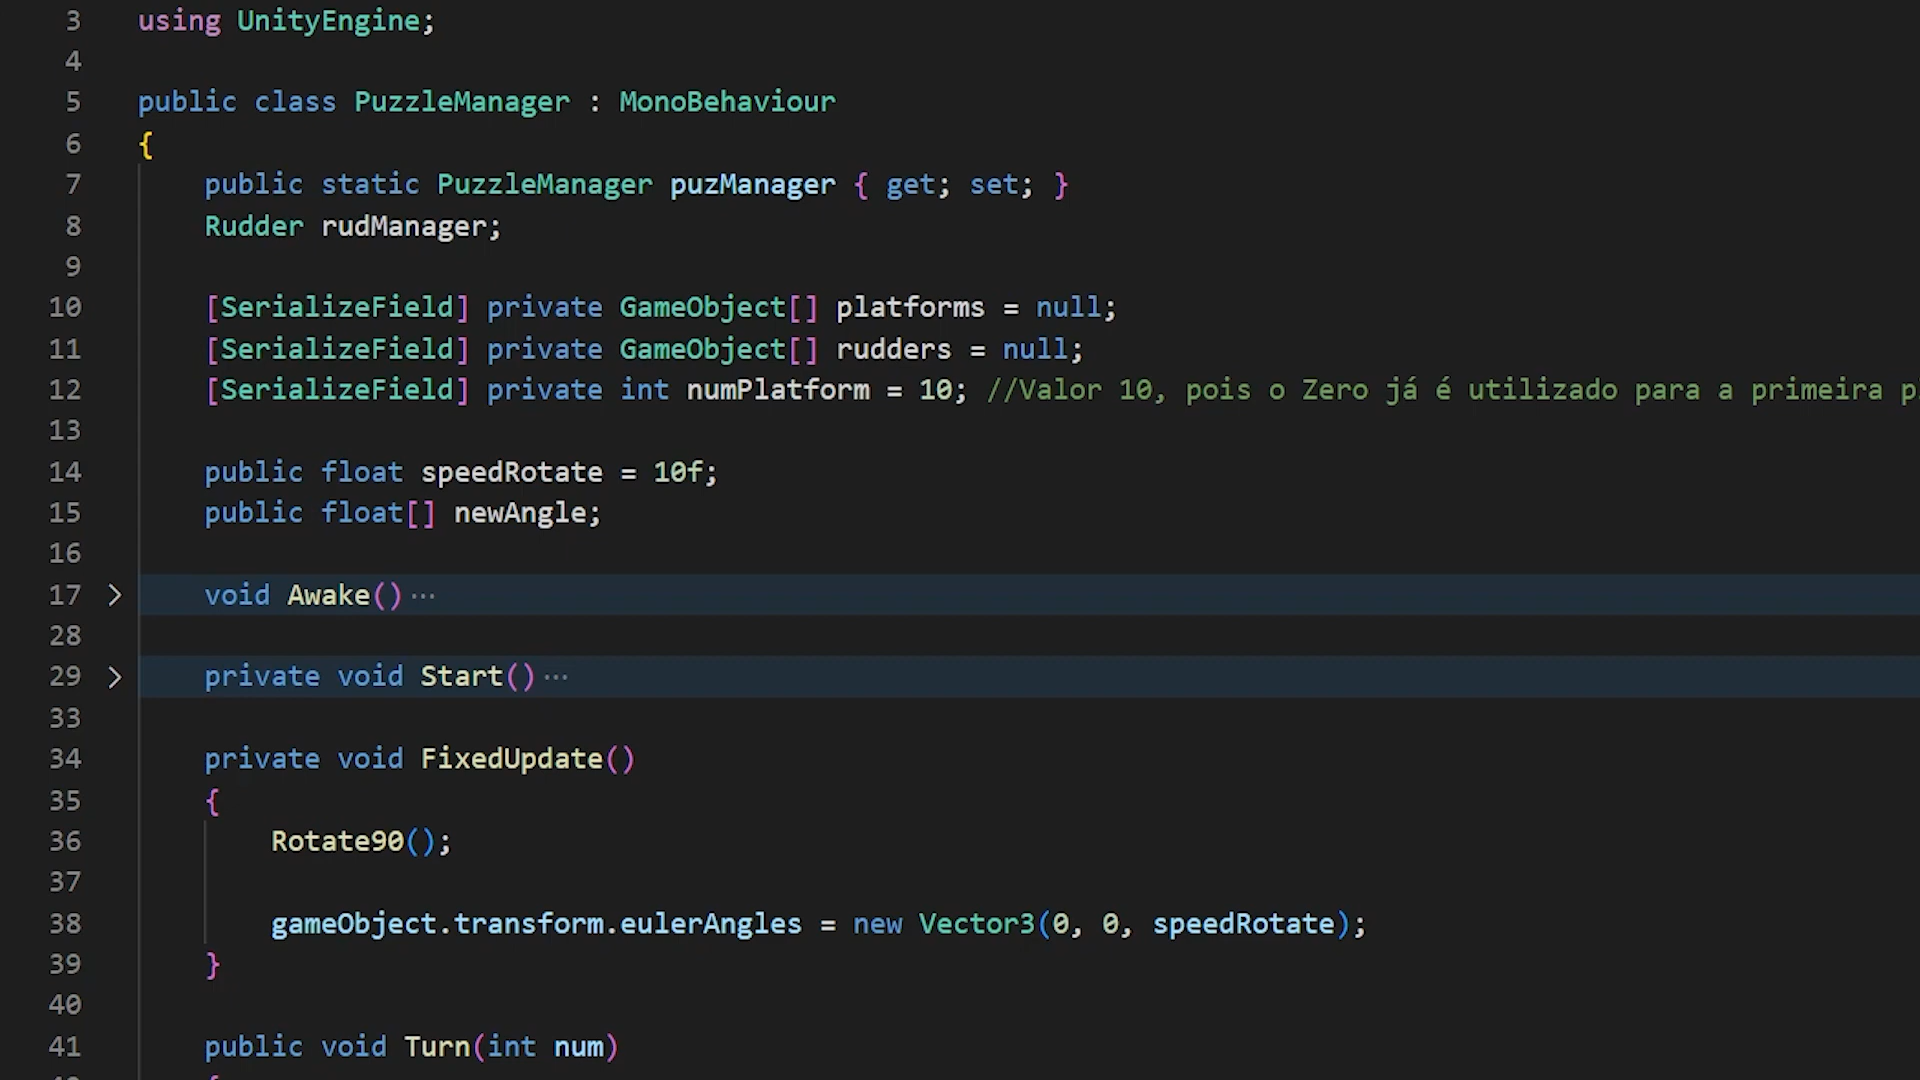 3 using UnityEngine;
4
5 public class PuzzleManager : MonoBehaviour
6 {
7 public static PuzzleManager puzManager { get; set; }
8 Rudder rudManager;
9
10 [SerializeField] private GameObject[] platforms = null;
11 [SerializeField] private GameObject[] rudders = null;
12 [SerializeField] private int numPlatform = 10; //Valor 10, pois o Zero já é utilizado para a primeira
13
14 public float speedRotate = 10f;
15 public float[] newAngle;
16
17 > void Awake() ...
28
29 > private void Start() ...
33
34 private void FixedUpdate()
35 {
36 Rotate90();
37
38 gameObject.transform.eulerAngles = new Vector3(0, 0, speedRotate);
39 }
40
41 public void Turn(int num)